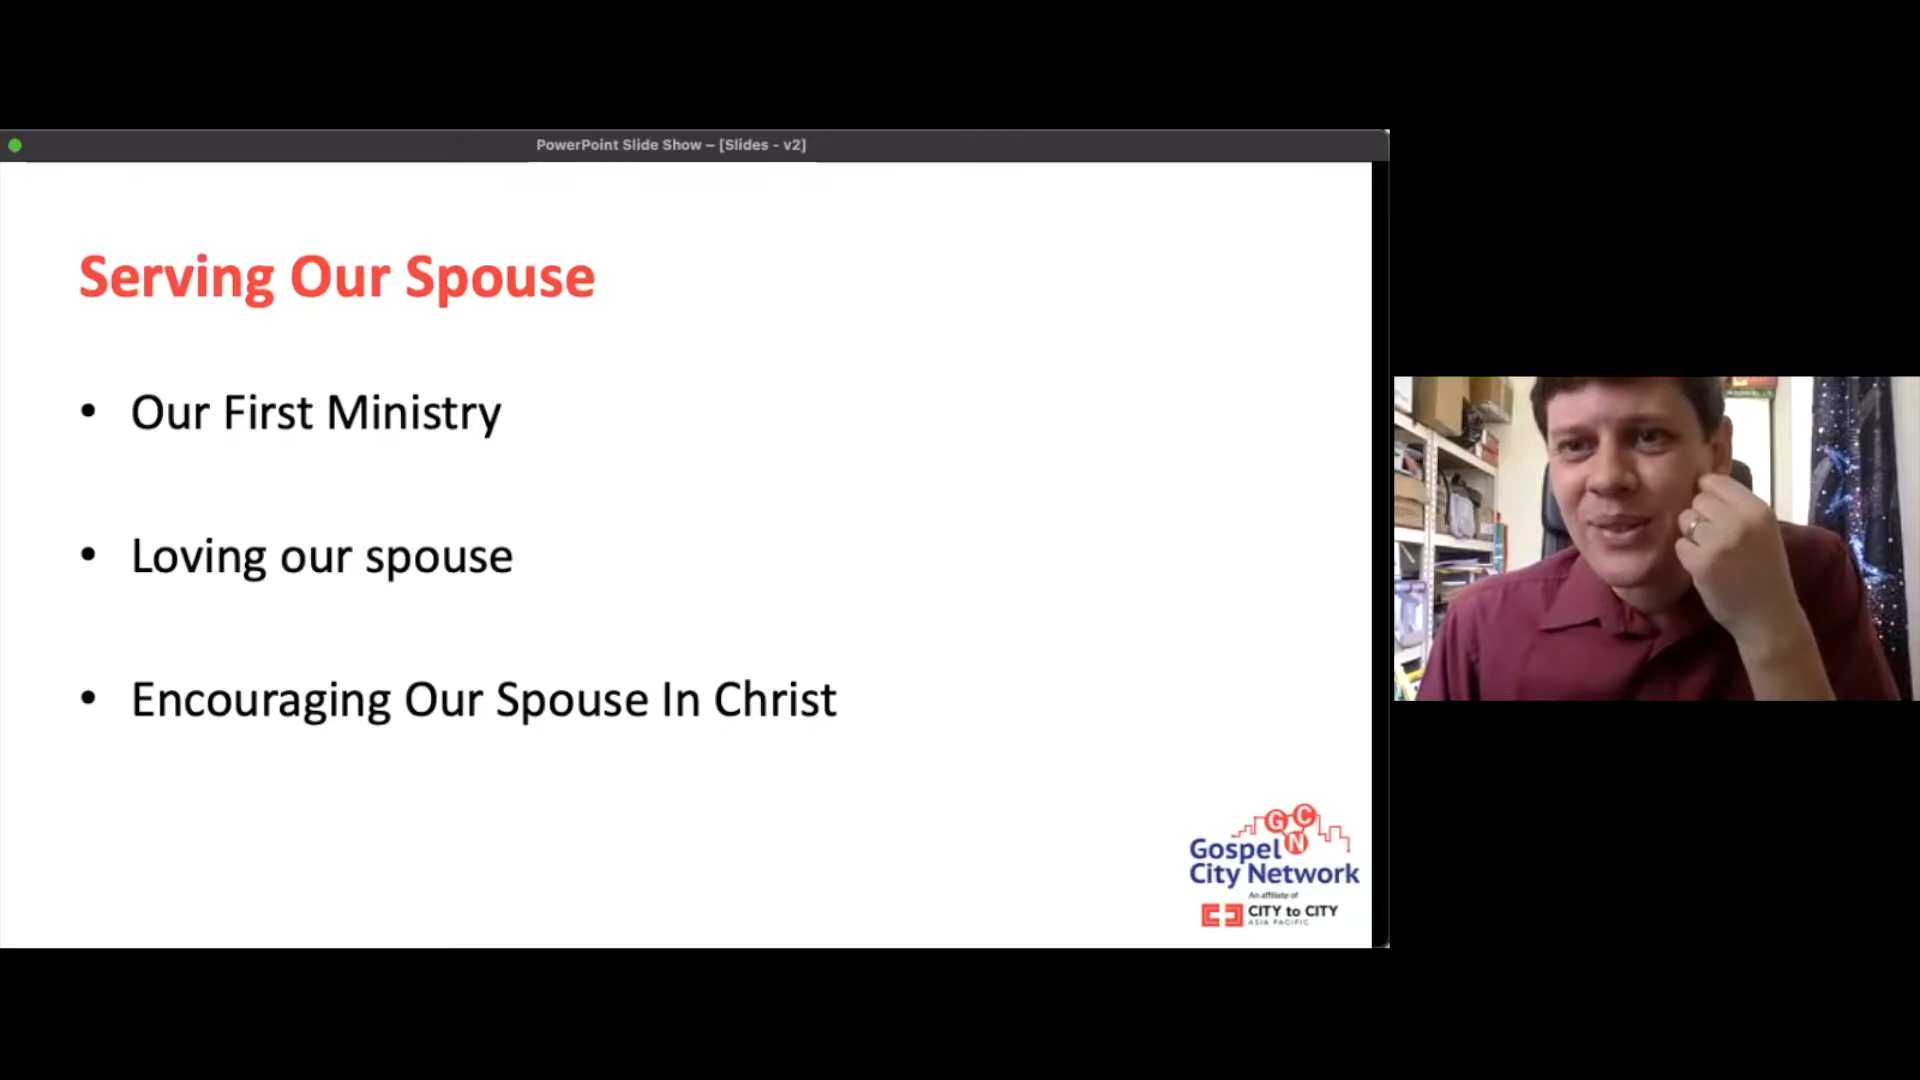 PowerPoint Slide Show – [Slides - v2]
Serving Our Spouse
• Our First Ministry
• Loving our spouse
• Encouraging Our Spouse In Christ
G C
N
Gospel
City Network
An affiliate of
CITY to CITY
ASIA PACIFIC